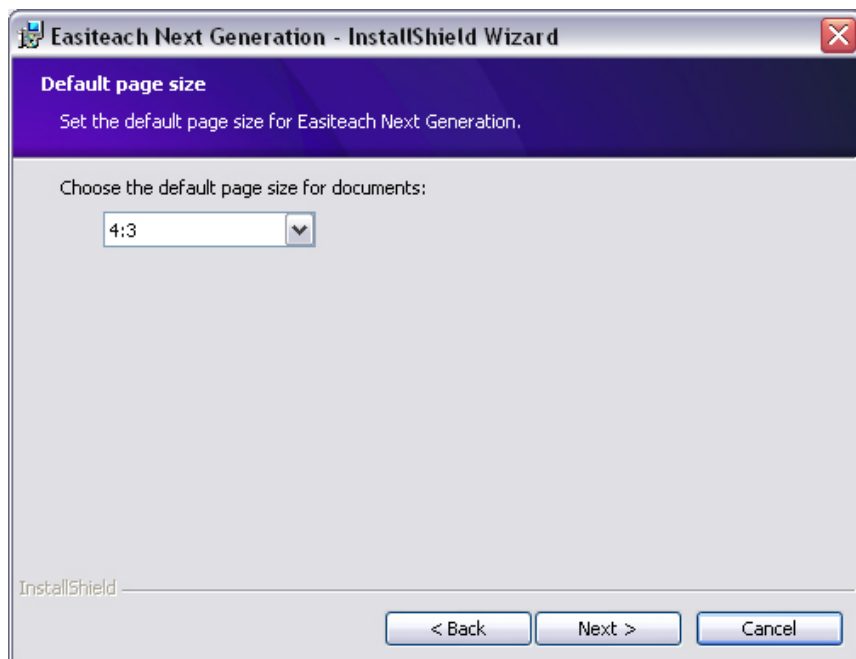 Easiteach Next Generation - InstallShield Wizard
Default page size
Set the default page size for Easiteach Next Generation.
Choose the default page size for documents:
4:3
InstallShield
< Back Next > Cancel